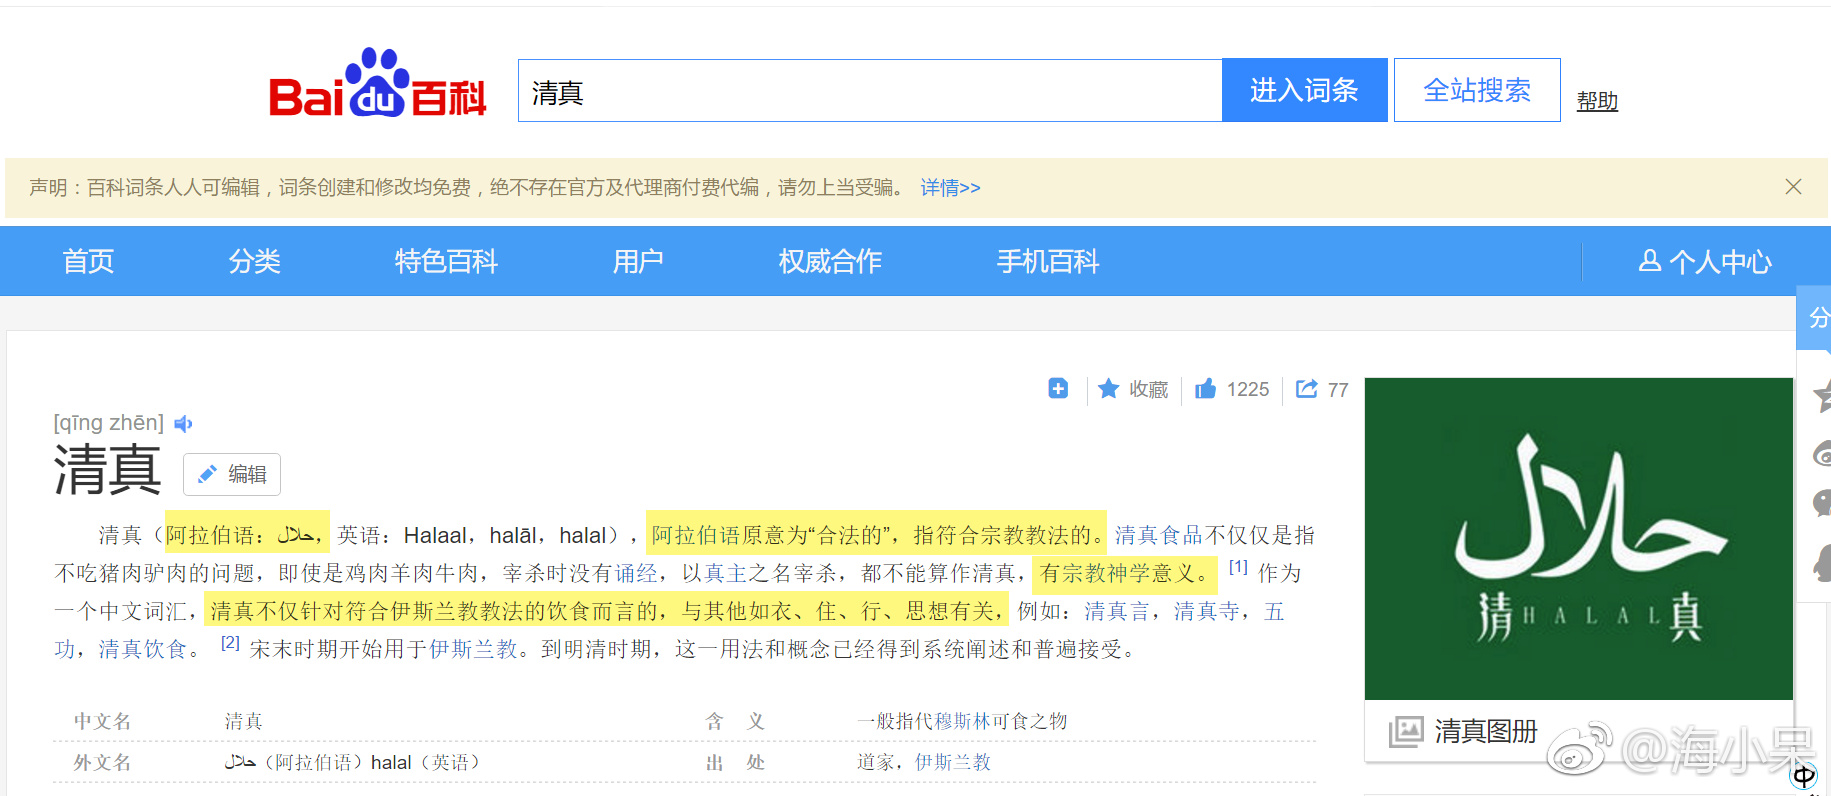 Baidu百科
清真
进入词条
全站搜索
帮助
声明：百科词条人人可编辑，词条创建和修改均免费，绝不存在官方及代理商付费代编，请勿上当受骗。 详情>>
首页 分类 特色百科 用户 权威合作 手机百科 个人中心
分
收藏 1225 77
[qīng zhēn]
清真 编辑
清真（阿拉伯语：حلال，英语：Halaal，halāl，halal），阿拉伯语原意为“合法的”，指符合宗教教法的。清真食品不仅仅是指
不吃猪肉驴肉的问题，即使是鸡肉羊肉牛肉，宰杀时没有诵经，以真主之名宰杀，都不能算作清真，有宗教神学意义。 [1] 作为
一个中文词汇，清真不仅针对符合伊斯兰教教法的饮食而言的，与其他如衣、住、行、思想有关，例如：清真言，清真寺，五
功，清真饮食。 [2] 宋末时期开始用于伊斯兰教。到明清时期，这一用法和概念已经得到系统阐述和普遍接受。
中文名 清真 含 义 一般指代穆斯林可食之物
外文名 حلال（阿拉伯语）halal（英语） 出 处 道家，伊斯兰教
حلال
清HALAL真
清真图册
@海小呆
中